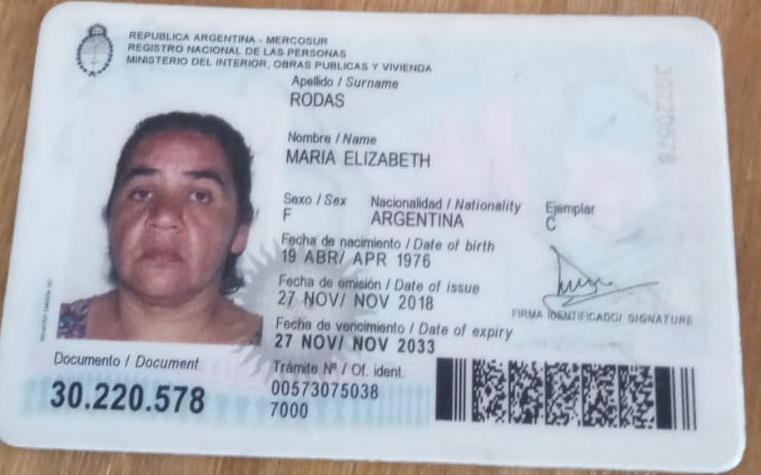 REPUBLICA ARGENTINA - MERCOSUR
REGISTRO NACIONAL DE LAS PERSONAS
MINISTERIO DEL INTERIOR, OBRAS PUBLICAS Y VIVIENDA
Apellido / Surname
RODAS
Nombre / Name
MARIA ELIZABETH
Sexo / Sex Nacionalidad / Nationality Ejemplar
F ARGENTINA C
Fecha de nacimiento / Date of birth
19 ABR/ APR 1976
Fecha de emisión / Date of issue
27 NOV/ NOV 2018
FIRMA IDENTIFICADO/ SIGNATURE
Fecha de vencimiento / Date of expiry
27 NOV/ NOV 2033
Documento / Document
30.220.578
Trámite Nº / Of. ident.
00573075038
7000
30220578